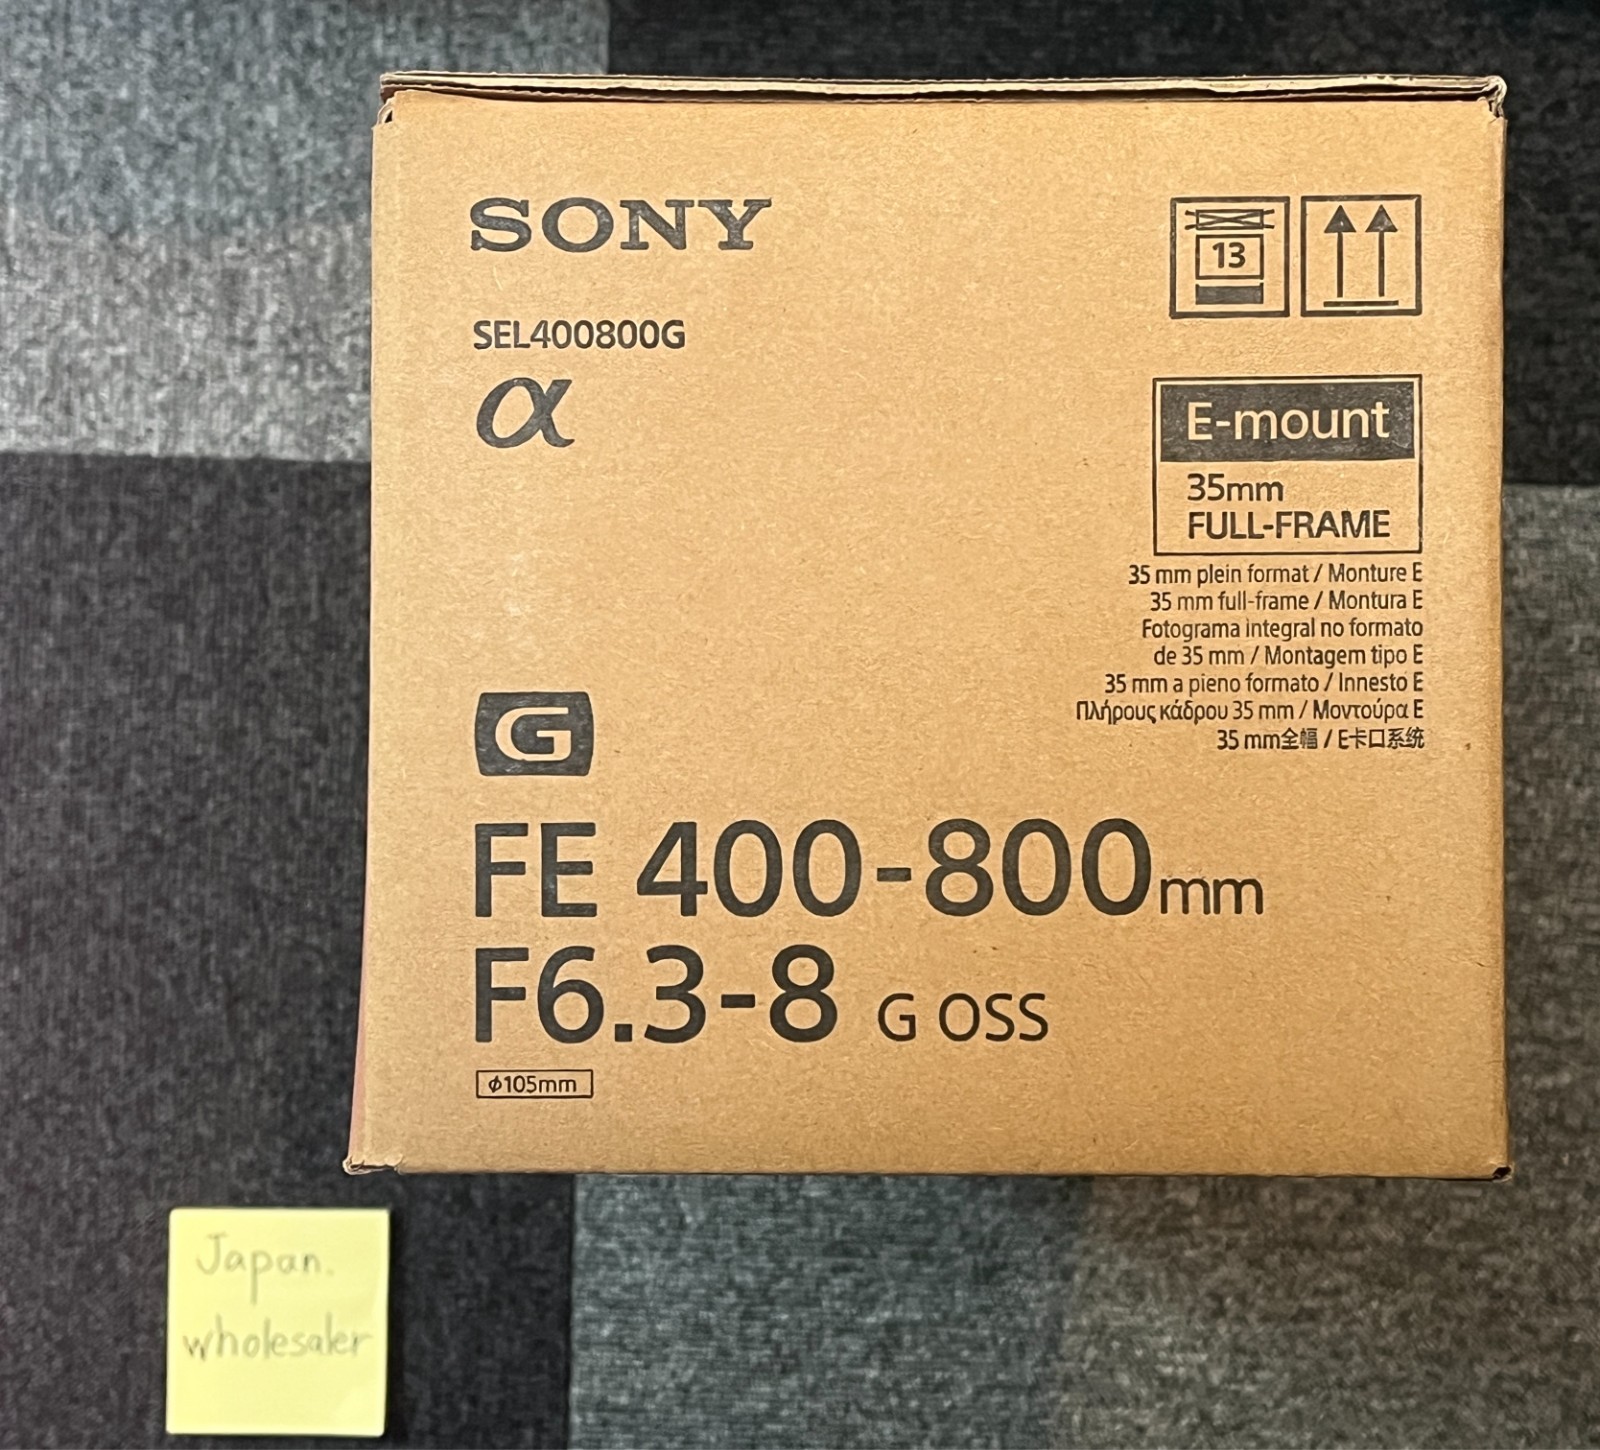 SONY
SEL400800G
α
13
E-mount
35mm
FULL-FRAME
35 mm plein format / Monture E
35 mm full-frame / Montura E
Fotograma integral no formato
de 35 mm / Montagem tipo E
35 mm a pieno formato / Innesto E
Πλήρους κάδρου 35 mm / Μοντούρα E
35 mm全幅 / E卡口系统
G
FE 400-800mm
F6.3-8 G OSS
φ105mm
Japan.
wholesaler